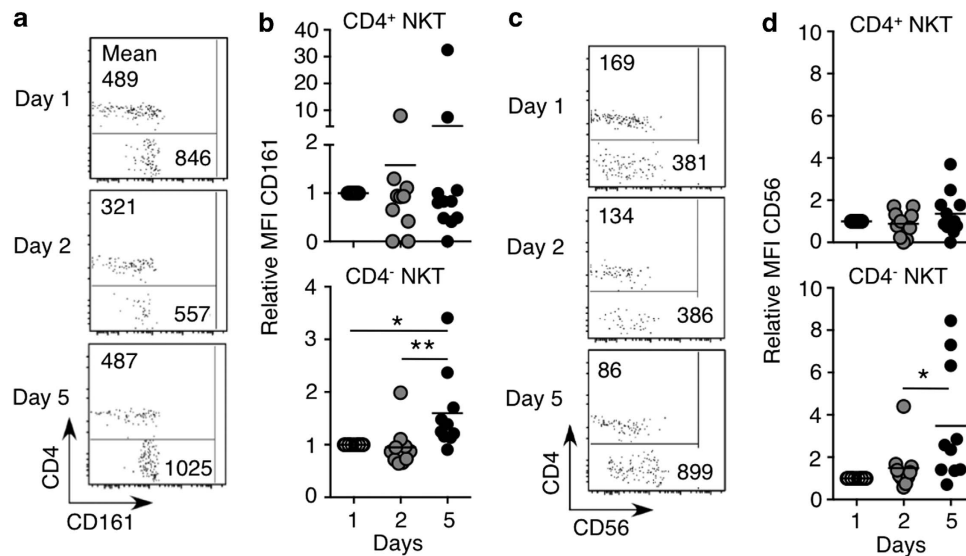 a
Mean
489
Day 1
846
321
Day 2
557
487
Day 5
1025
CD4
CD161
b
CD4+ NKT
40
30
20
10
2
1
0
Relative MFI CD161
CD4- NKT
4
3
2
1
0
*
**
1 2 5
Days
c
169
Day 1
381
134
Day 2
386
86
Day 5
899
CD4
CD56
d
CD4+ NKT
10
8
6
4
2
0
Relative MFI CD56
CD4- NKT
10
8
6
4
2
0
*
1 2 5
Days